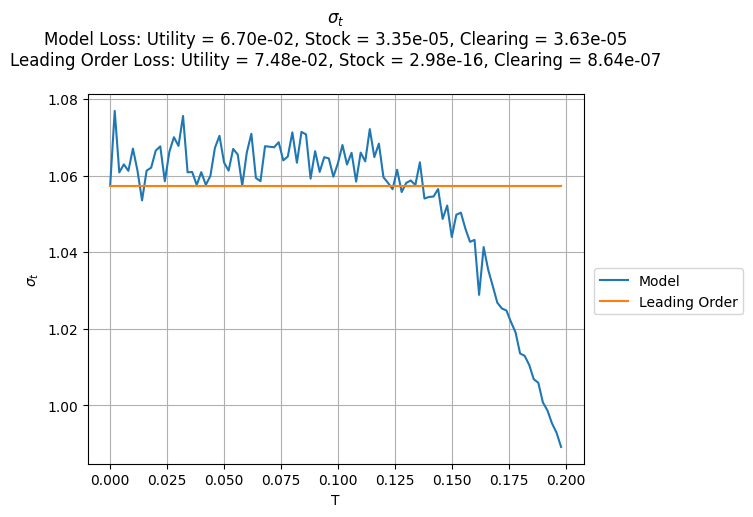 σt
Model Loss: Utility = 6.70e-02, Stock = 3.35e-05, Clearing = 3.63e-05
Leading Order Loss: Utility = 7.48e-02, Stock = 2.98e-16, Clearing = 8.64e-07
1.08
1.06
1.04
1.02
1.00
σt
0.000 0.025 0.050 0.075 0.100 0.125 0.150 0.175 0.200
T
Model
Leading Order